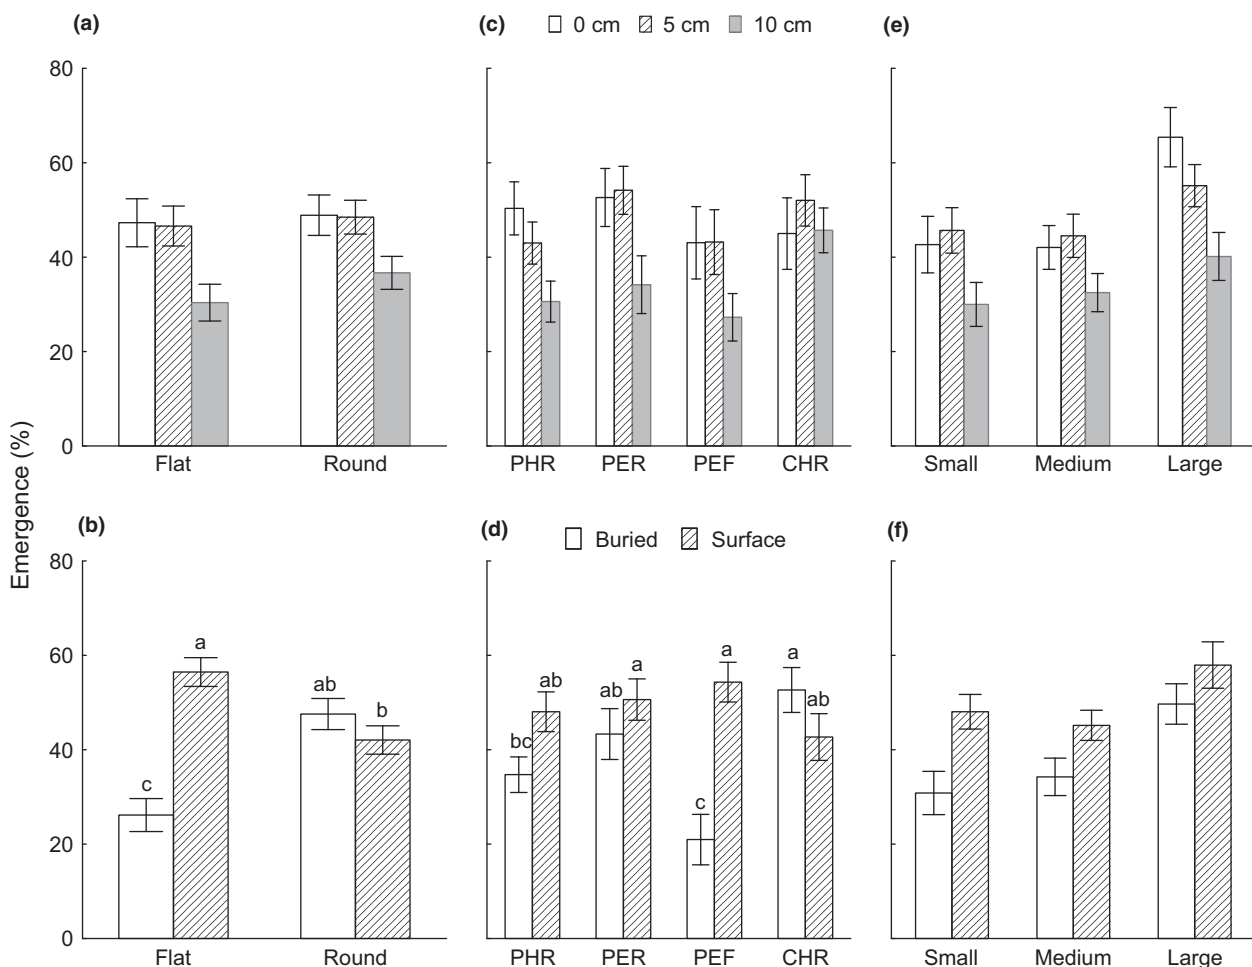 (a)
(c)
0 cm 5 cm 10 cm
(e)
80
60
40
20
0
Flat Round
PHR PER PEF CHR
Small Medium Large
Emergence (%)
(b)
(d)
Buried Surface
(f)
80
60
40
20
0
c a ab b
bc ab ab a c a a ab
Flat Round
PHR PER PEF CHR
Small Medium Large